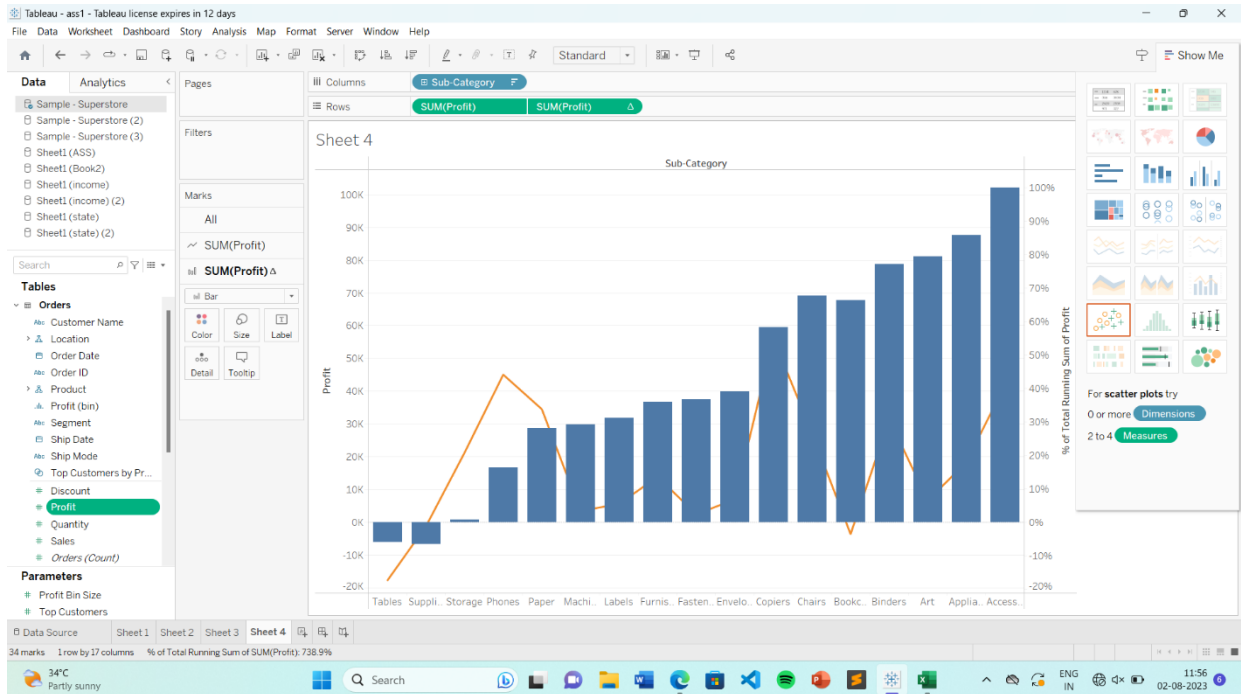 Tableau - ass1 - Tableau license expires in 12 days
File Data Worksheet Dashboard Story Analysis Map Format Server Window Help
Standard
Show Me
Data Analytics
Sample - Superstore
Sample - Superstore (2)
Sample - Superstore (3)
Sheet1 (ASS)
Sheet1 (Book2)
Sheet1 (income)
Sheet1 (income) (2)
Sheet1 (state)
Sheet1 (state) (2)
Search
Tables
Orders
Abc Customer Name
Location
Order Date
Abc Order ID
Product
Profit (bin)
Abc Segment
Ship Date
Abc Ship Mode
Top Customers by Pr...
# Discount
# Profit
# Quantity
# Sales
# Orders (Count)
Parameters
# Profit Bin Size
# Top Customers
Pages
Filters
Marks
All
SUM(Profit)
SUM(Profit) Δ
Bar
Color Size Label
Detail Tooltip
iii Columns
Sub-Category
Rows
SUM(Profit) SUM(Profit) Δ
Sheet 4
Sub-Category
100K
90K
80K
70K
60K
50K
40K
30K
20K
10K
0K
-10K
-20K
Profit
100%
90%
80%
70%
60%
50%
40%
30%
20%
10%
0%
-10%
-20%
% of Total Running Sum of Profit
Tables Suppli.. Storage Phones Paper Machi.. Labels Furnis.. Fasten.. Envelo.. Copiers Chairs Bookc.. Binders Art Applia.. Access..
For scatter plots try
0 or more Dimensions
2 to 4 Measures
Data Source Sheet 1 Sheet 2 Sheet 3 Sheet 4
34 marks 1 row by 17 columns % of Total Running Sum of SUM(Profit): 738.9%
34°C
Partly sunny
Search
ENG
IN
11:56
02-08-2023
6